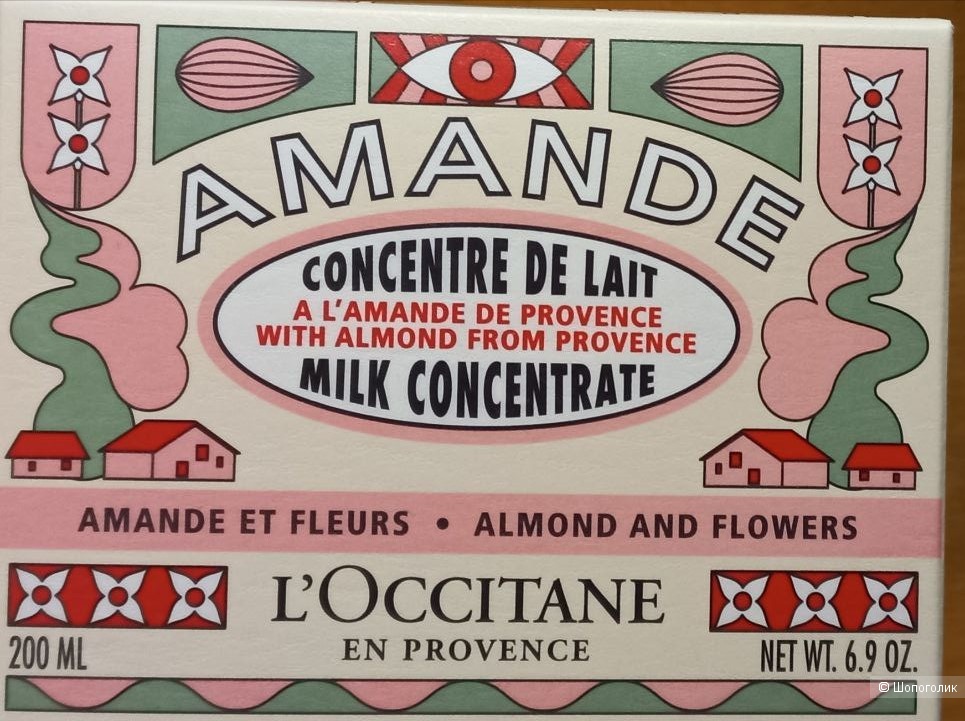 AMANDE
CONCENTRE DE LAIT
A L'AMANDE DE PROVENCE
WITH ALMOND FROM PROVENCE
MILK CONCENTRATE
AMANDE ET FLEURS • ALMOND AND FLOWERS
L'OCCITANE
EN PROVENCE
200 ML
NET WT. 6.9 OZ.
© Шопоголик